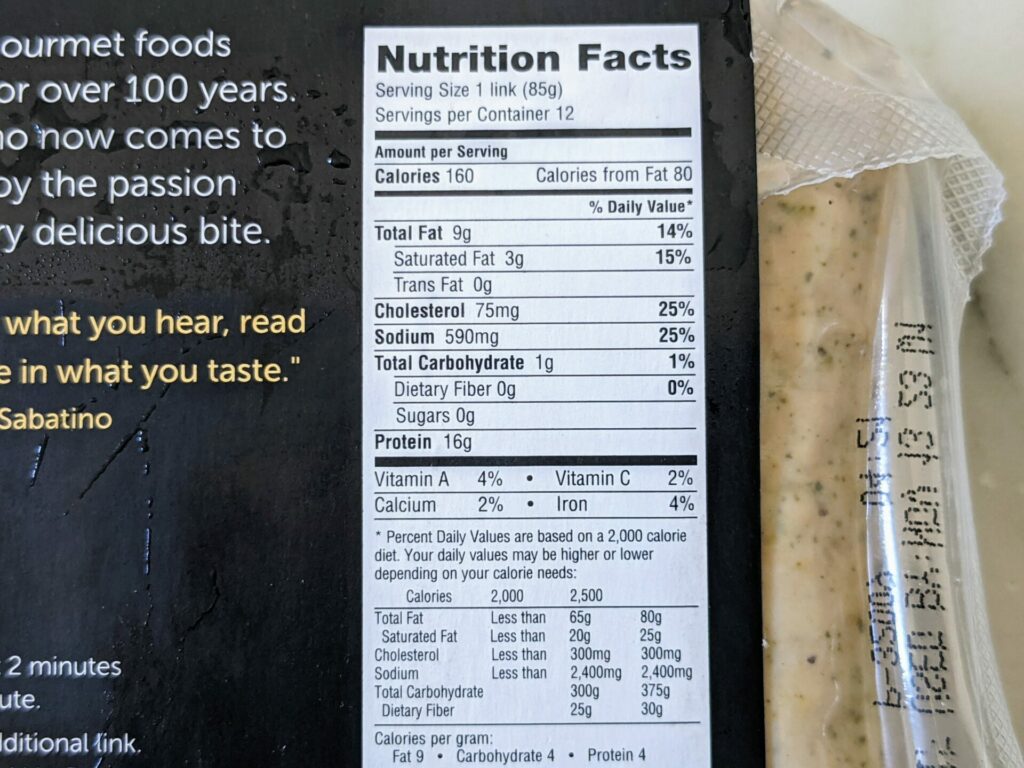 ourmet foods
or over 100 years.
no now comes to
oy the passion
ry delicious bite.
what you hear, read
e in what you taste."
Sabatino
2 minutes
ute.
dditional link.
Nutrition Facts
Serving Size 1 link (85g)
Servings per Container 12
Amount per Serving
Calories 160 Calories from Fat 80
% Daily Value*
Total Fat 9g 14%
Saturated Fat 3g 15%
Trans Fat 0g
Cholesterol 75mg 25%
Sodium 590mg 25%
Total Carbohydrate 1g 1%
Dietary Fiber 0g 0%
Sugars 0g
Protein 16g
Vitamin A 4% • Vitamin C 2%
Calcium 2% • Iron 4%
* Percent Daily Values are based on a 2,000 calorie
diet. Your daily values may be higher or lower
depending on your calorie needs:
Calories 2,000 2,500
Total Fat Less than 65g 80g
Saturated Fat Less than 20g 25g
Cholesterol Less than 300mg 300mg
Sodium Less than 2,400mg 2,400mg
Total Carbohydrate 300g 375g
Dietary Fiber 25g 30g
Calories per gram:
Fat 9 • Carbohydrate 4 • Protein 4